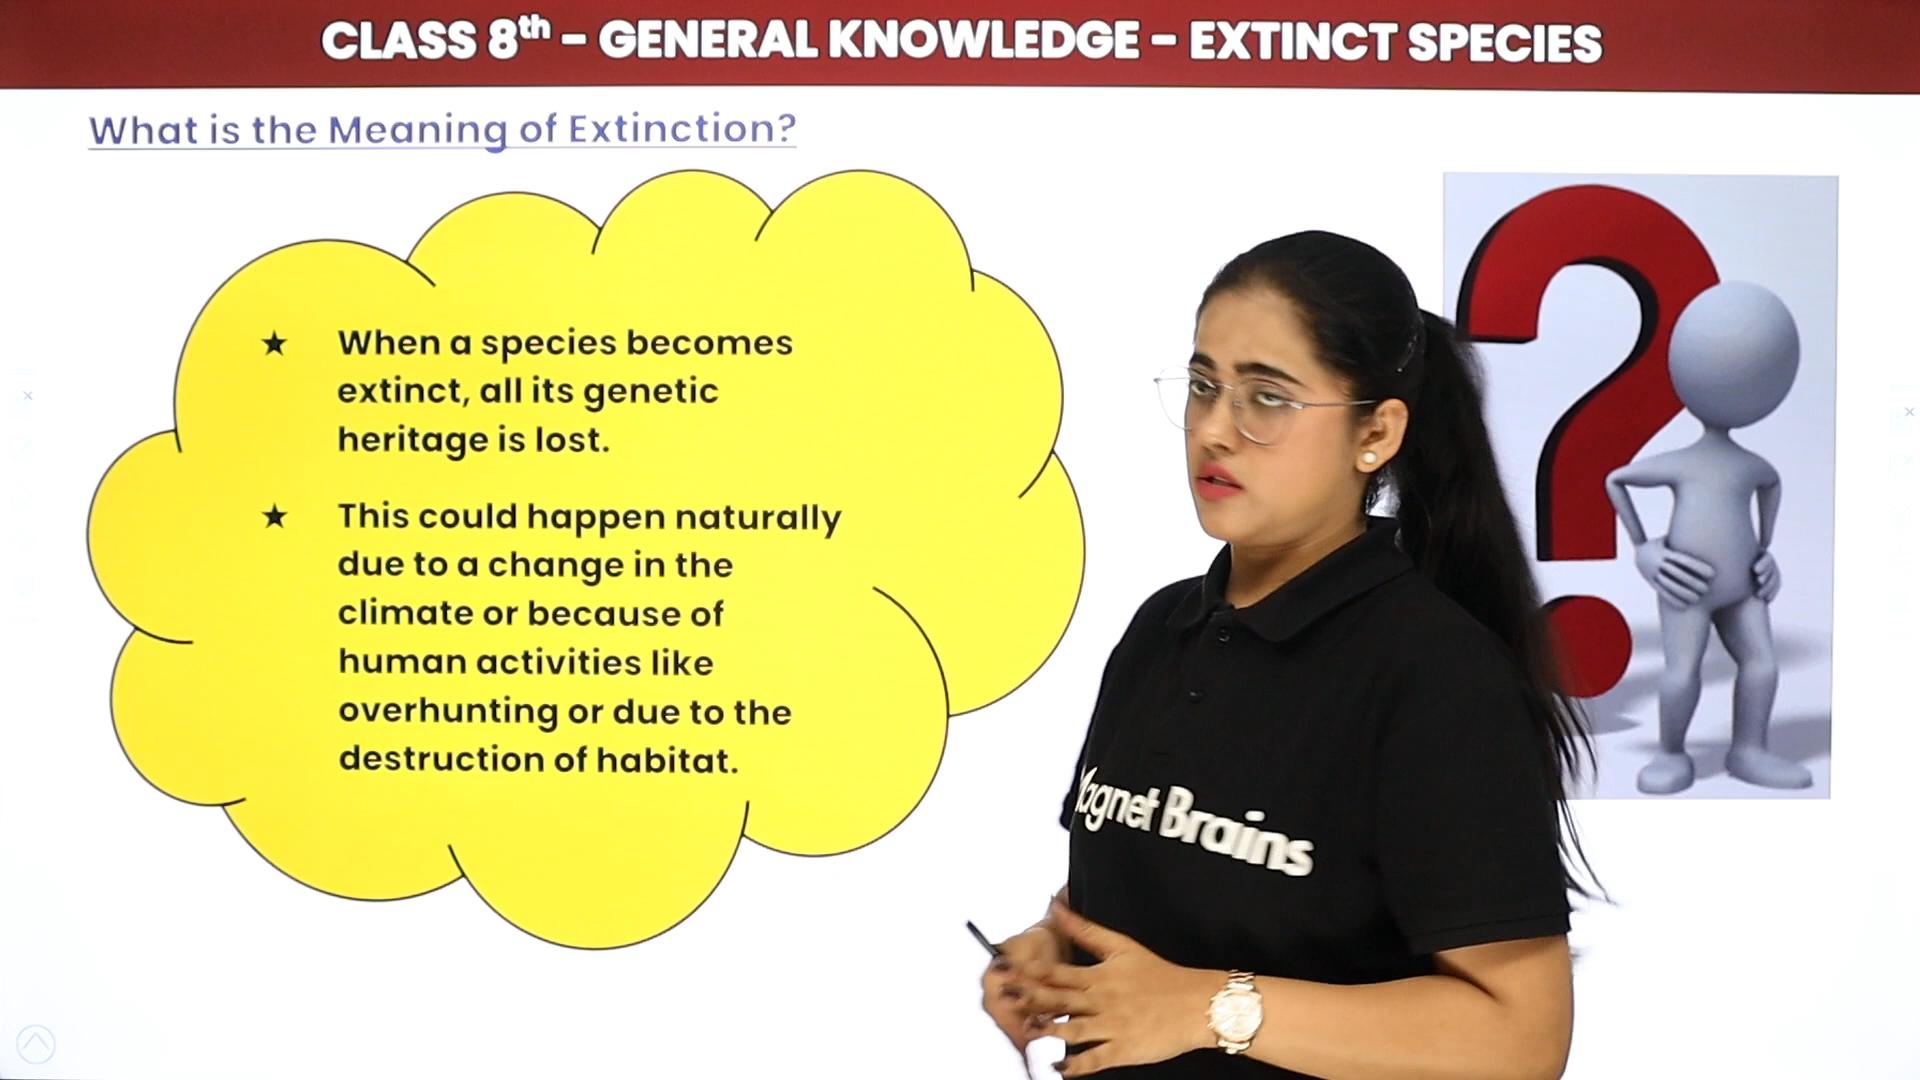 CLASS 8th - GENERAL KNOWLEDGE - EXTINCT SPECIES
What is the Meaning of Extinction?
★ When a species becomes
extinct, all its genetic
heritage is lost.
★ This could happen naturally
due to a change in the
climate or because of
human activities like
overhunting or due to the
destruction of habitat.
Magnet Brains